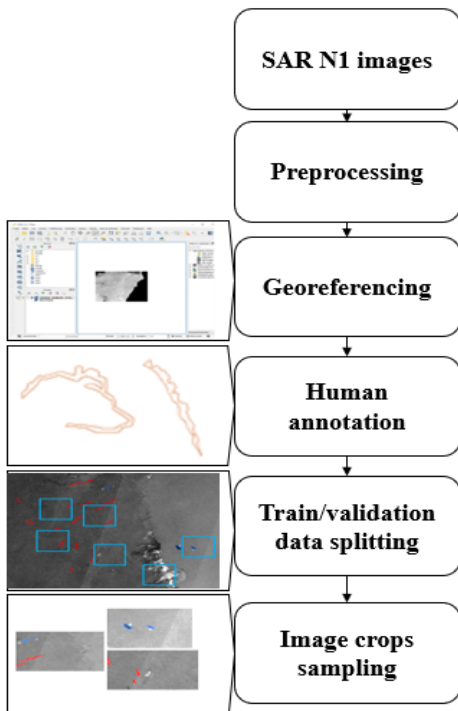 SAR N1 images
Preprocessing
Georeferencing
Human
annotation
Train/validation
data splitting
Image crops
sampling